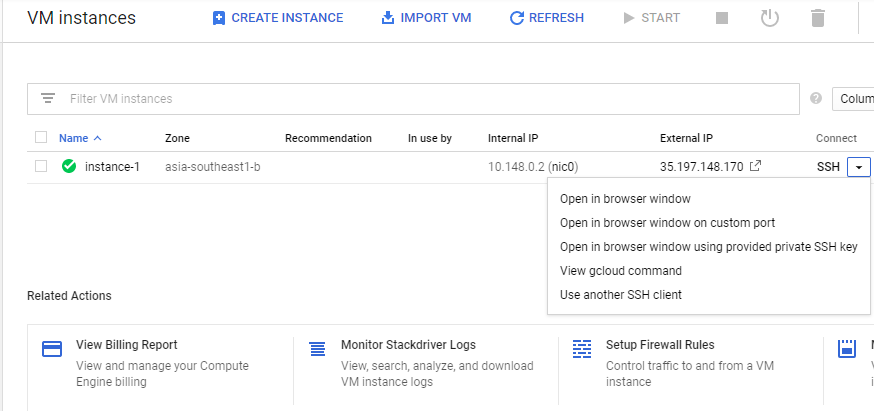 VM instances
CREATE INSTANCE
IMPORT VM
REFRESH
START
Filter VM instances
Colum
Name
Zone
Recommendation
In use by
Internal IP
External IP
Connect
instance-1
asia-southeast1-b
10.148.0.2 (nic0)
35.197.148.170
SSH
Open in browser window
Open in browser window on custom port
Open in browser window using provided private SSH key
View gcloud command
Use another SSH client
Related Actions
View Billing Report
View and manage your Compute
Engine billing
Monitor Stackdriver Logs
View, search, analyze, and download
VM instance logs
Setup Firewall Rules
Control traffic to and from a VM
instance